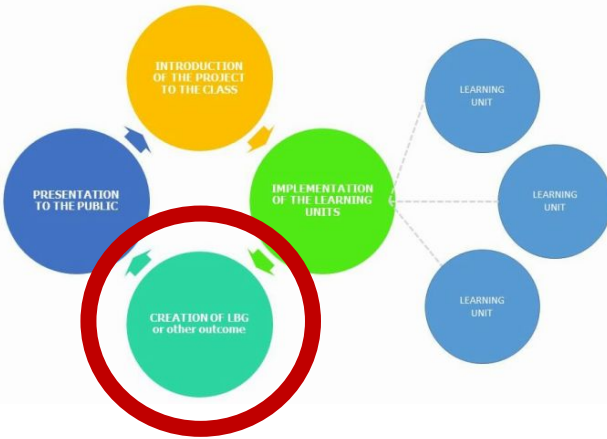 INTRODUCTION
OF THE PROJECT
TO THE CLASS
LEARNING
UNIT
PRESENTATION
TO THE PUBLIC
IMPLEMENTATION
OF THE LEARNING
UNITS
LEARNING
UNIT
CREATION OF LBG
or other outcome
LEARNING
UNIT